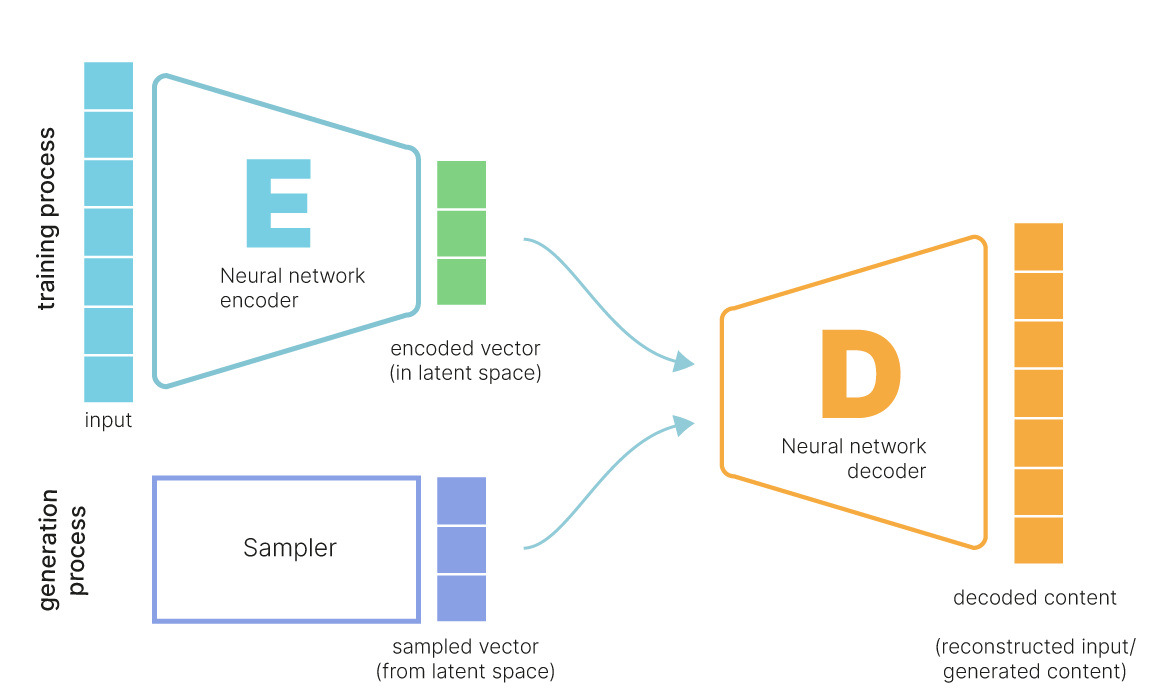 training process
input
E
Neural network
encoder
encoded vector
(in latent space)
generation
process
Sampler
sampled vector
(from latent space)
D
Neural network
decoder
decoded content
(reconstructed input/
generated content)